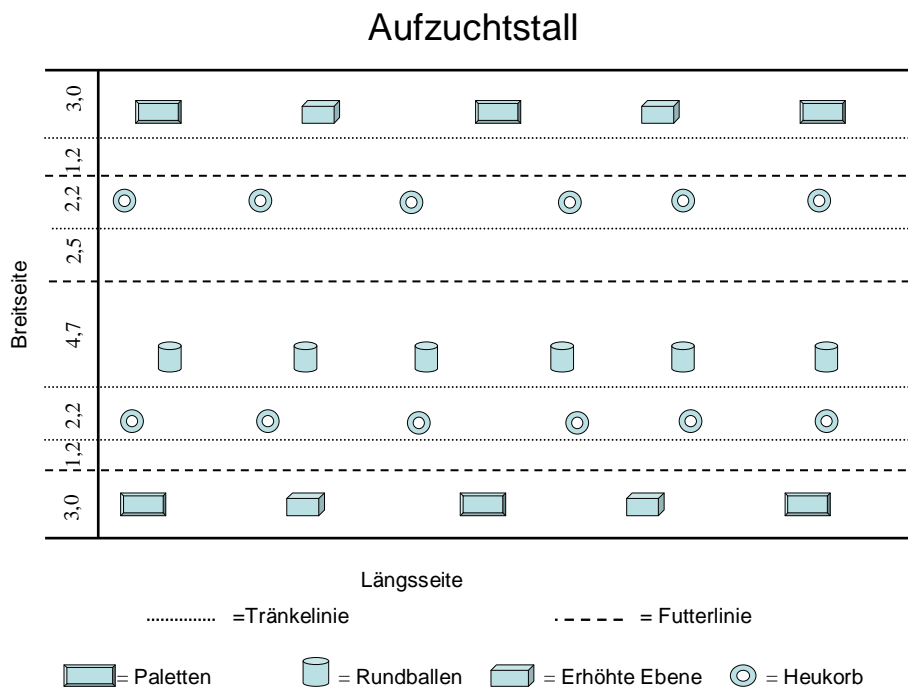 Aufzuchtstall
3,0
1,2
2,2
2,5
4,7
2,2
1,2
3,0
Breitseite
Längsseite
=Tränkelinie
= Futterlinie
= Paletten
= Rundballen
= Erhöhte Ebene
= Heukorb